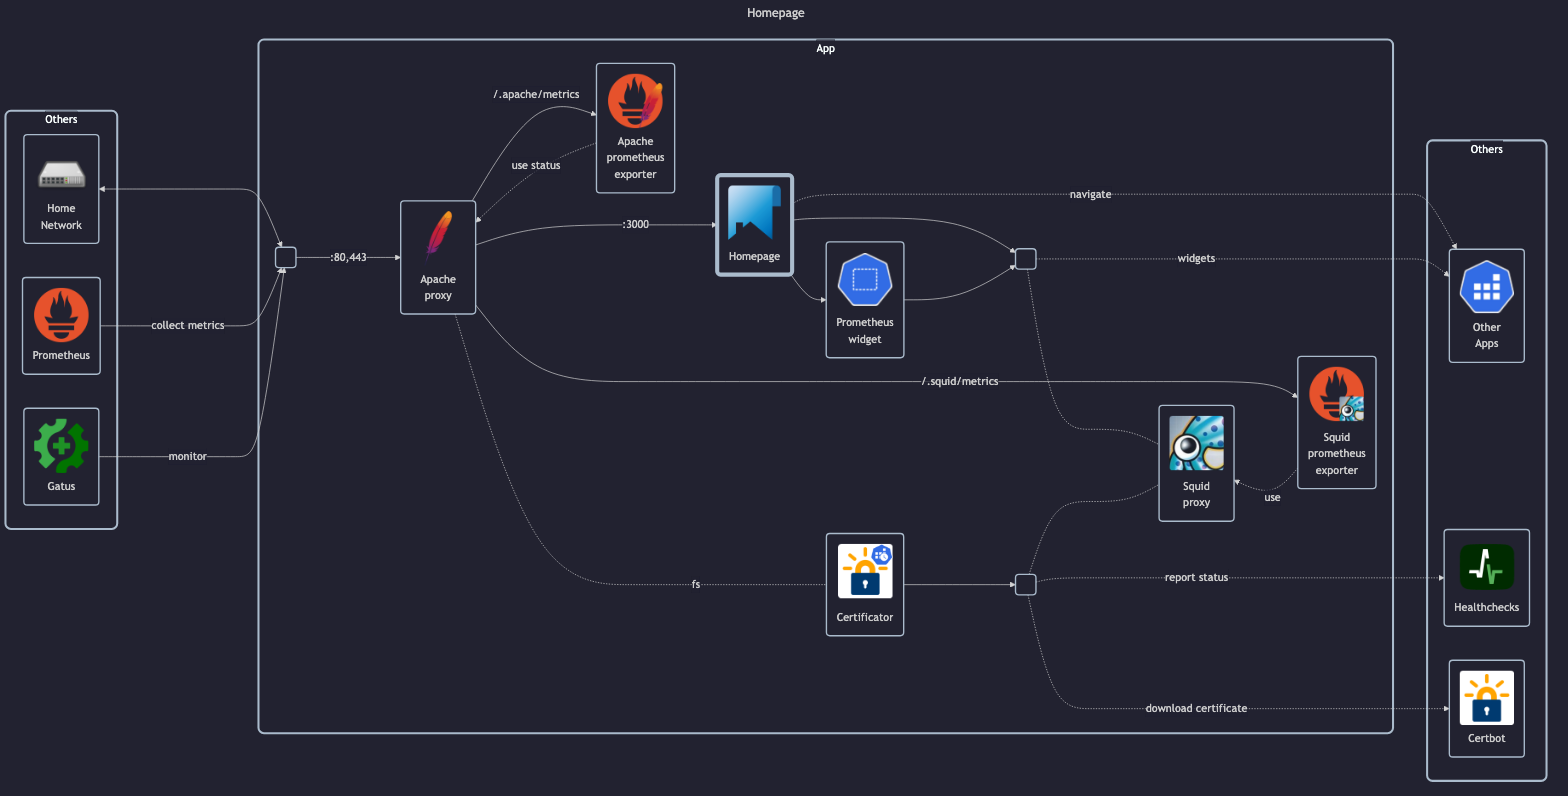 Homepage
App
Others
Home
Network
Prometheus
Gatus
collect metrics
monitor
:80,443
Apache
proxy
/.apache/metrics
use status
Apache
prometheus
exporter
:3000
Homepage
Prometheus
widget
navigate
widgets
/.squid/metrics
Squid
prometheus
exporter
use
Squid
proxy
fs
Certificator
report status
download certificate
Others
Other
Apps
Healthchecks
Certbot